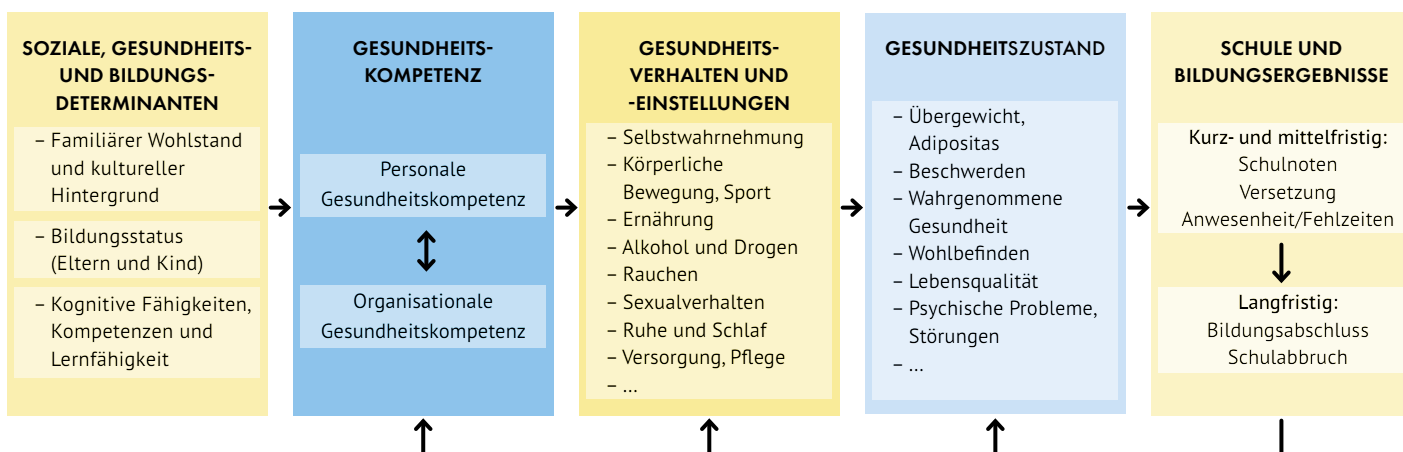 SOZIALE, GESUNDHEITS-
UND BILDUNGS-
DETERMINANTEN
– Familiärer Wohlstand
und kultureller
Hintergrund
– Bildungsstatus
(Eltern und Kind)
– Kognitive Fähigkeiten,
Kompetenzen und
Lernfähigkeit
GESUNDHEITS-
KOMPETENZ
Personale
Gesundheitskompetenz
Organisationale
Gesundheitskompetenz
GESUNDHEITS-
VERHALTEN UND
-EINSTELLUNGEN
– Selbstwahrnehmung
– Körperliche
Bewegung, Sport
– Ernährung
– Alkohol und Drogen
– Rauchen
– Sexualverhalten
– Ruhe und Schlaf
– Versorgung, Pflege
– ...
GESUNDHEITSZUSTAND
– Übergewicht,
Adipositas
– Beschwerden
– Wahrgenommene
Gesundheit
– Wohlbefinden
– Lebensqualität
– Psychische Probleme,
Störungen
– ...
SCHULE UND
BILDUNGSERGEBNISSE
Kurz- und mittelfristig:
Schulnoten
Versetzung
Anwesenheit/Fehlzeiten
Langfristig:
Bildungsabschluss
Schulabbruch